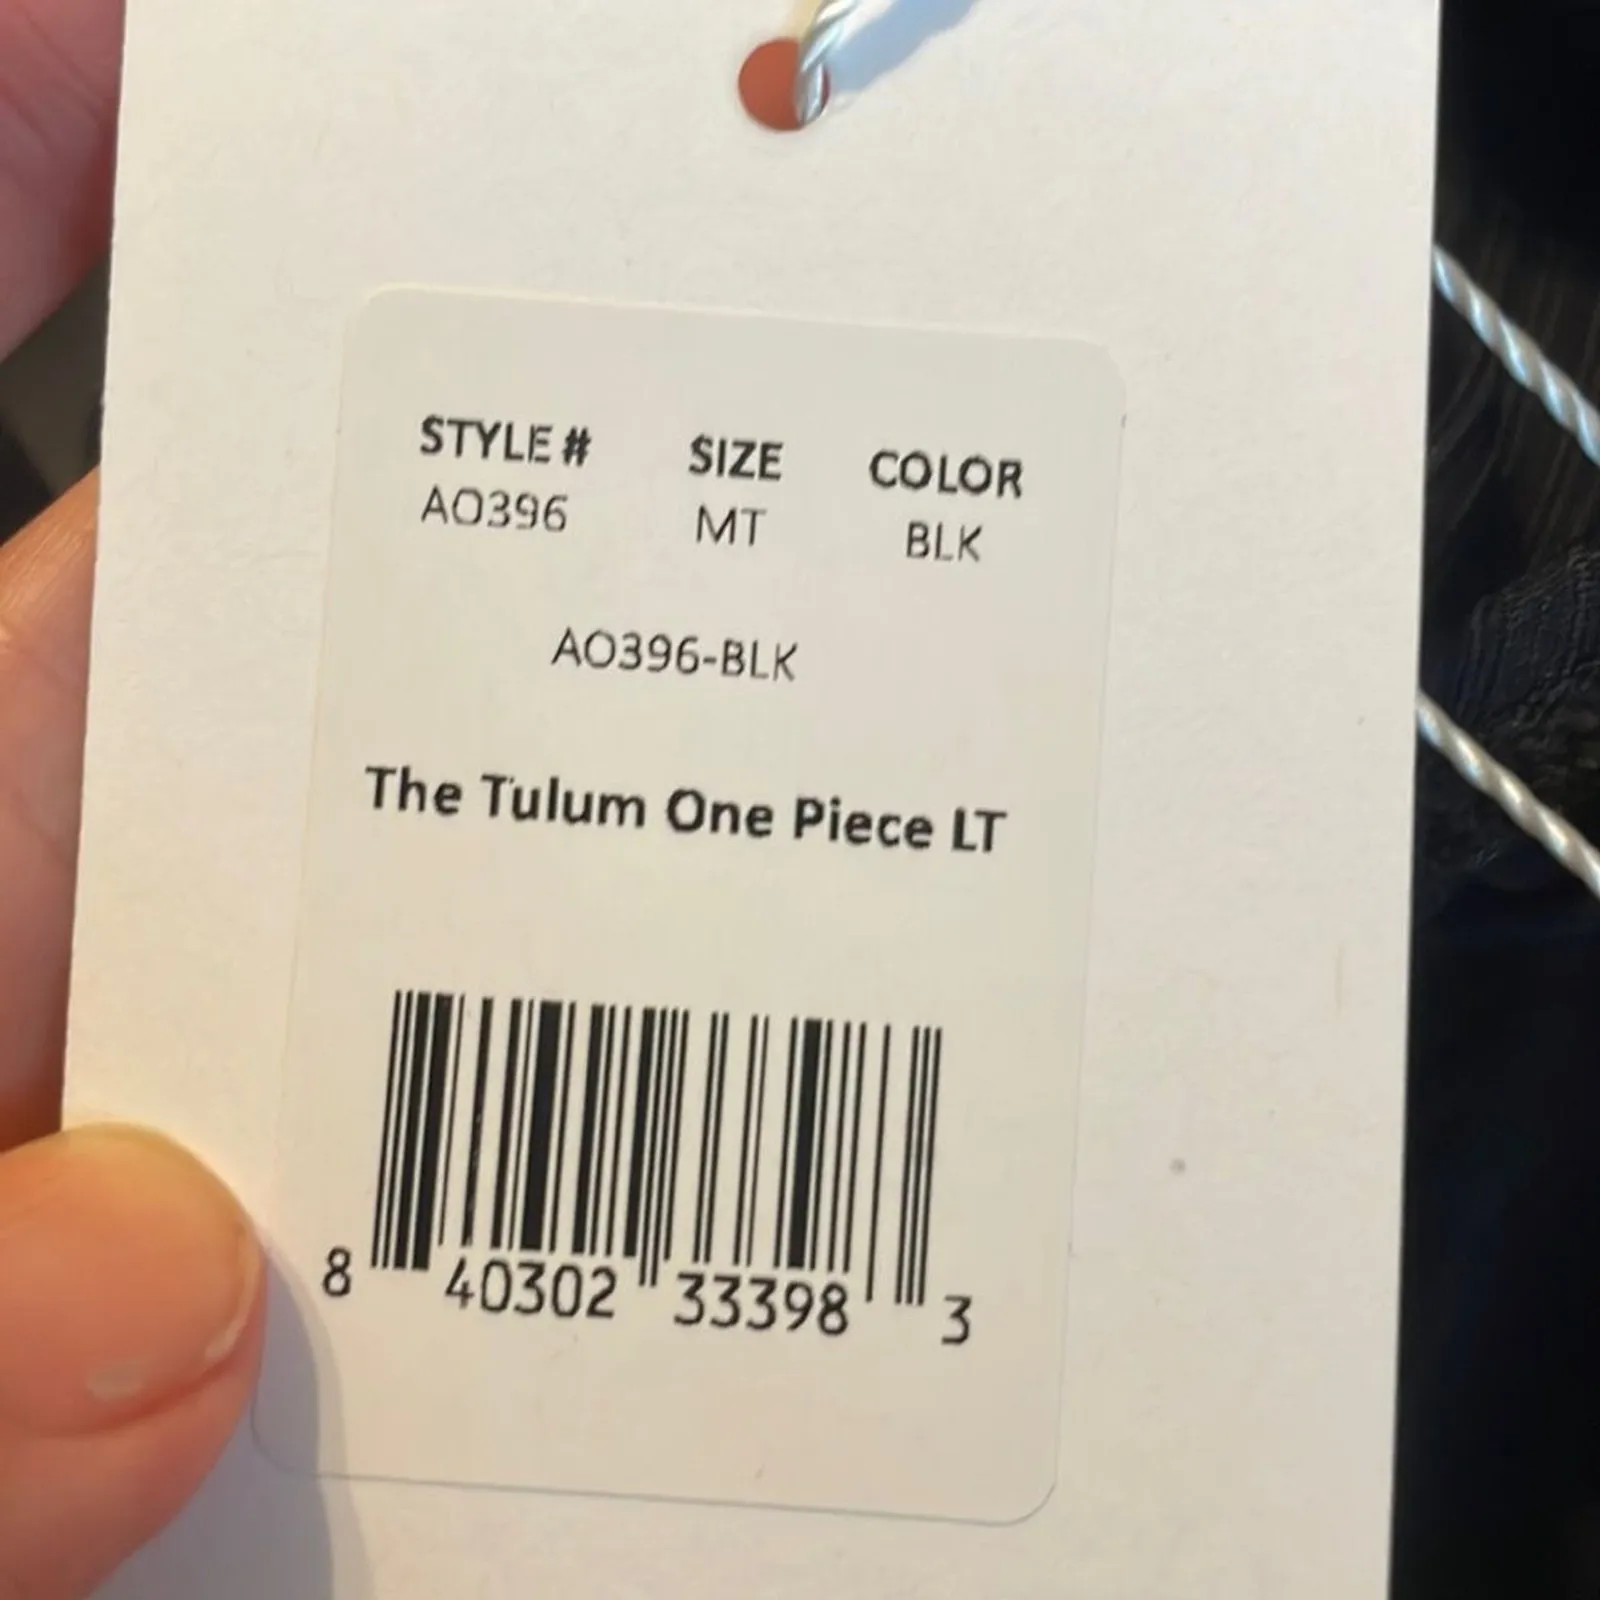 STYLE # SIZE COLOR
AO396 MT BLK
AO396-BLK
The Tulum One Piece LT
8 40302 33398 3